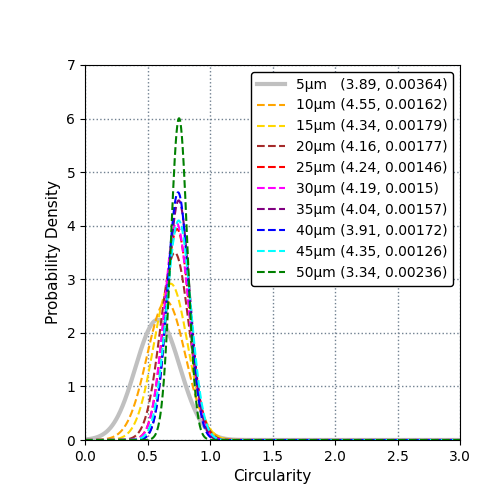 7
6
5
4
3
2
1
0
Probability Density
5μm (3.89, 0.00364)
10μm (4.55, 0.00162)
15μm (4.34, 0.00179)
20μm (4.16, 0.00177)
25μm (4.24, 0.00146)
30μm (4.19, 0.0015)
35μm (4.04, 0.00157)
40μm (3.91, 0.00172)
45μm (4.35, 0.00126)
50μm (3.34, 0.00236)
0.0 0.5 1.0 1.5 2.0 2.5 3.0
Circularity